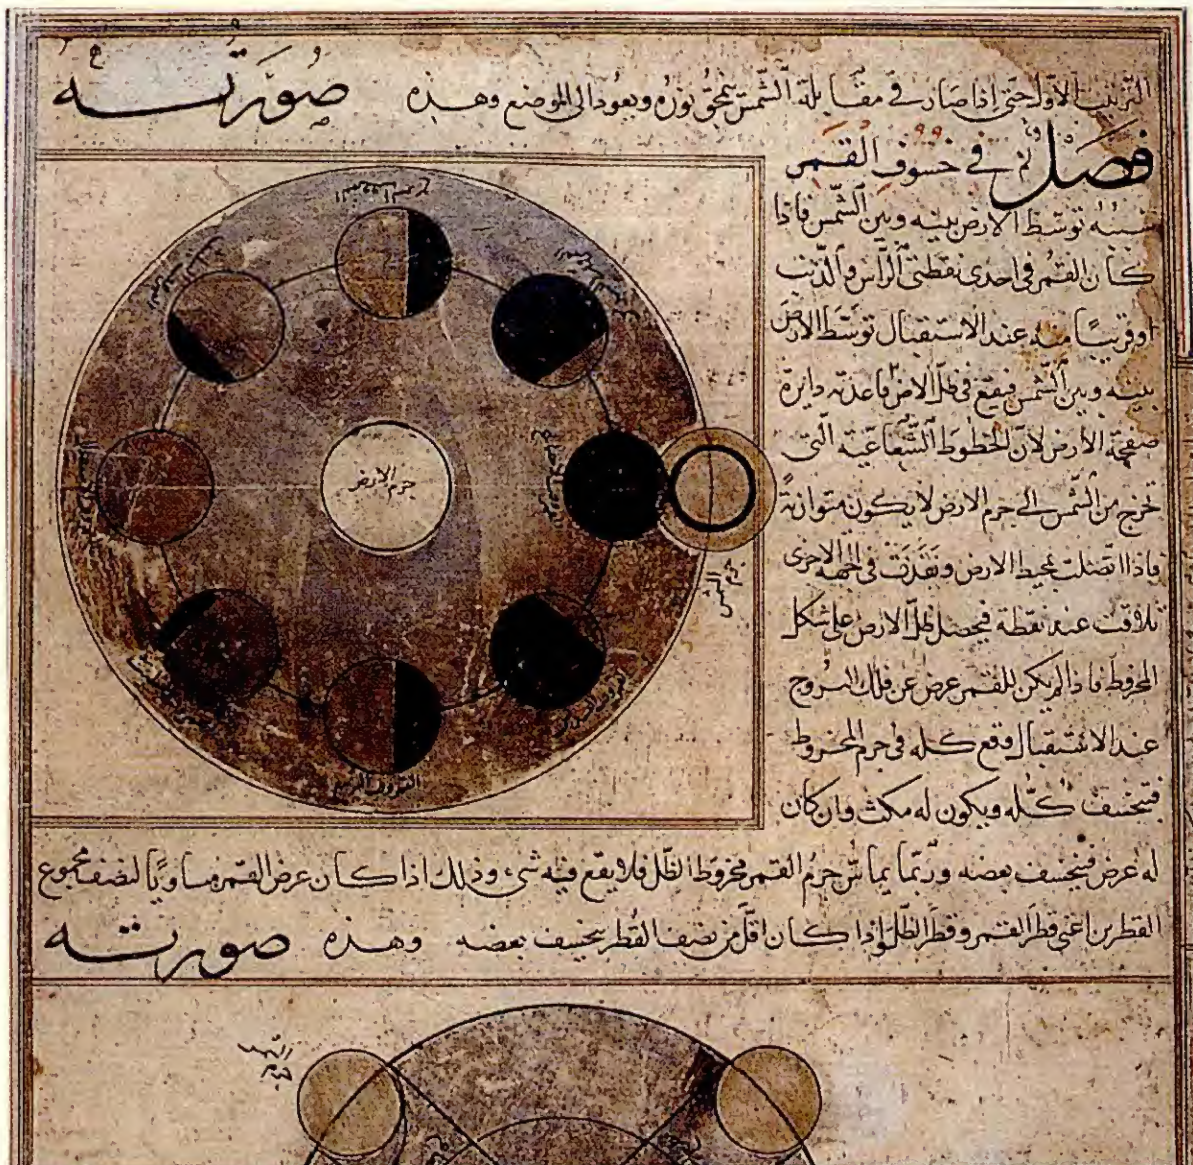 الترتيب الاول حتى اذا صار في مقابلة الشمس يمحق نوره ويعود الى الموضع وهذه صورته
فصل في خسوف القمر
سببه توسط الارض بينه وبين الشمس فاذا
كان القمر في احدى نقطتي الراس والذنب
او قريبا منه عند الاستقبال توسط الارض
بينه وبين الشمس فيقع في ظل الارض دايرة
صفحة الارض لان الخطوط الشعاعية التي
تخرج من الشمس الى جرم الارض لا يكون متوازنة
فاذا اتصلت بمحيط الارض ونفذت في الجهة الاخرى
تلاقت عند نقطة فيحصل ظل الارض على شكل
المخروط فاذا لم يكن للقمر عرض عن فلك البروج
عند الاستقبال وقع كله في جرم المخروط
فينخسف كله ويكون له مكث وان كان
له عرض فينخسف بعضه وربما يماس جرم القمر مخروط الظل فلا يقع فيه شيء وذلك اذا كان عرض القمر مساويا لنصف مجموع
القطرين اعني قطر القمر وقطر الظل واذا كان اقل من نصف القطر ينخسف بعضه وهذه صورته
جرم الارض
جرم الشمس